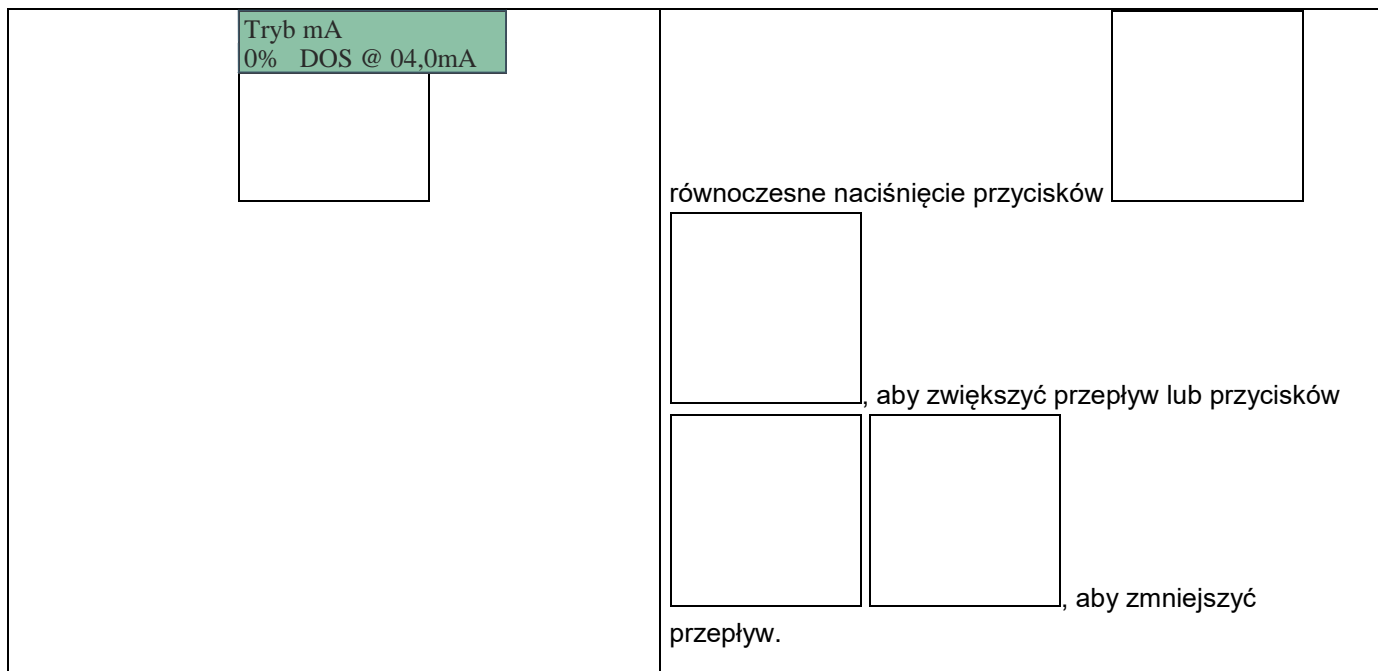 Tryb mA
0% DOS @ 04,0mA
równoczesne naciśnięcie przycisków
, aby zwiększyć przepływ lub przycisków
, aby zmniejszyć
przepływ.